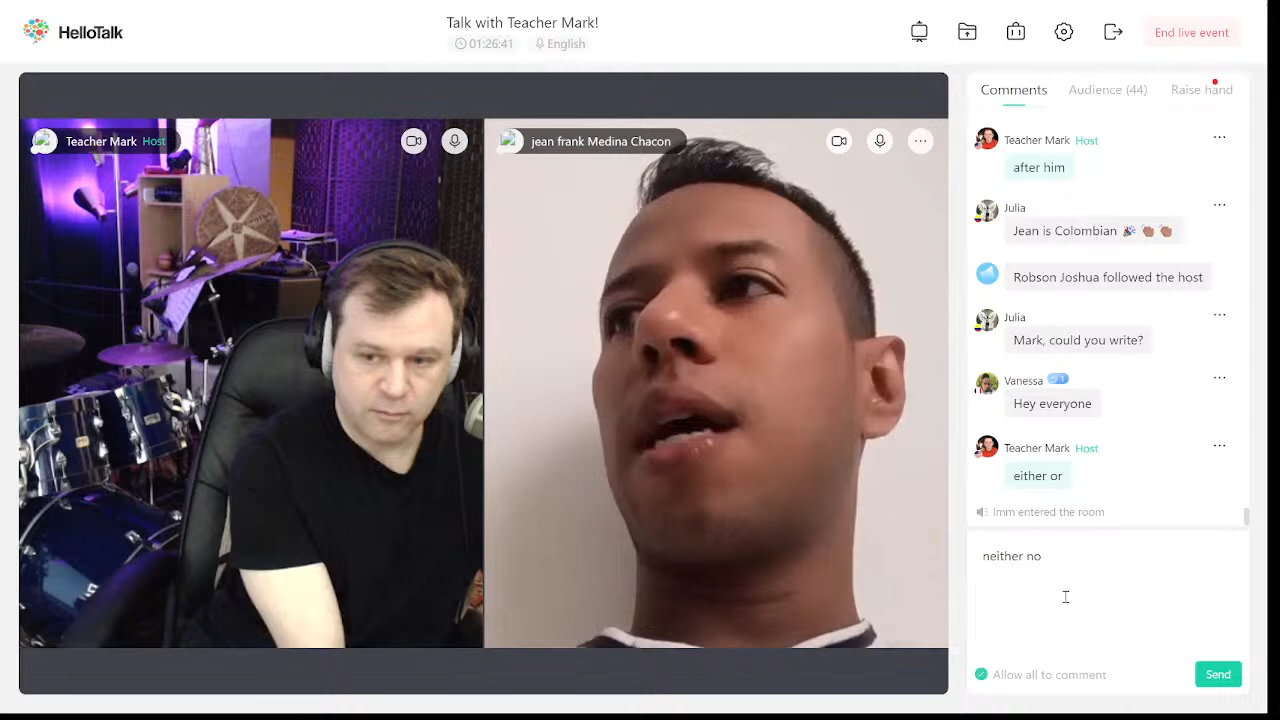 HelloTalk
Talk with Teacher Mark!
01:26:41 English
End live event
Teacher Mark Host
jean frank Medina Chacon
Comments Audience (44) Raise hand
Teacher Mark Host
after him
Julia
Jean is Colombian 🎉 👏🏽 👏🏽
Robson Joshua followed the host
Julia
Mark, could you write?
Vanessa 1
Hey everyone
Teacher Mark Host
either or
Imm entered the room
neither no
Allow all to comment
Send